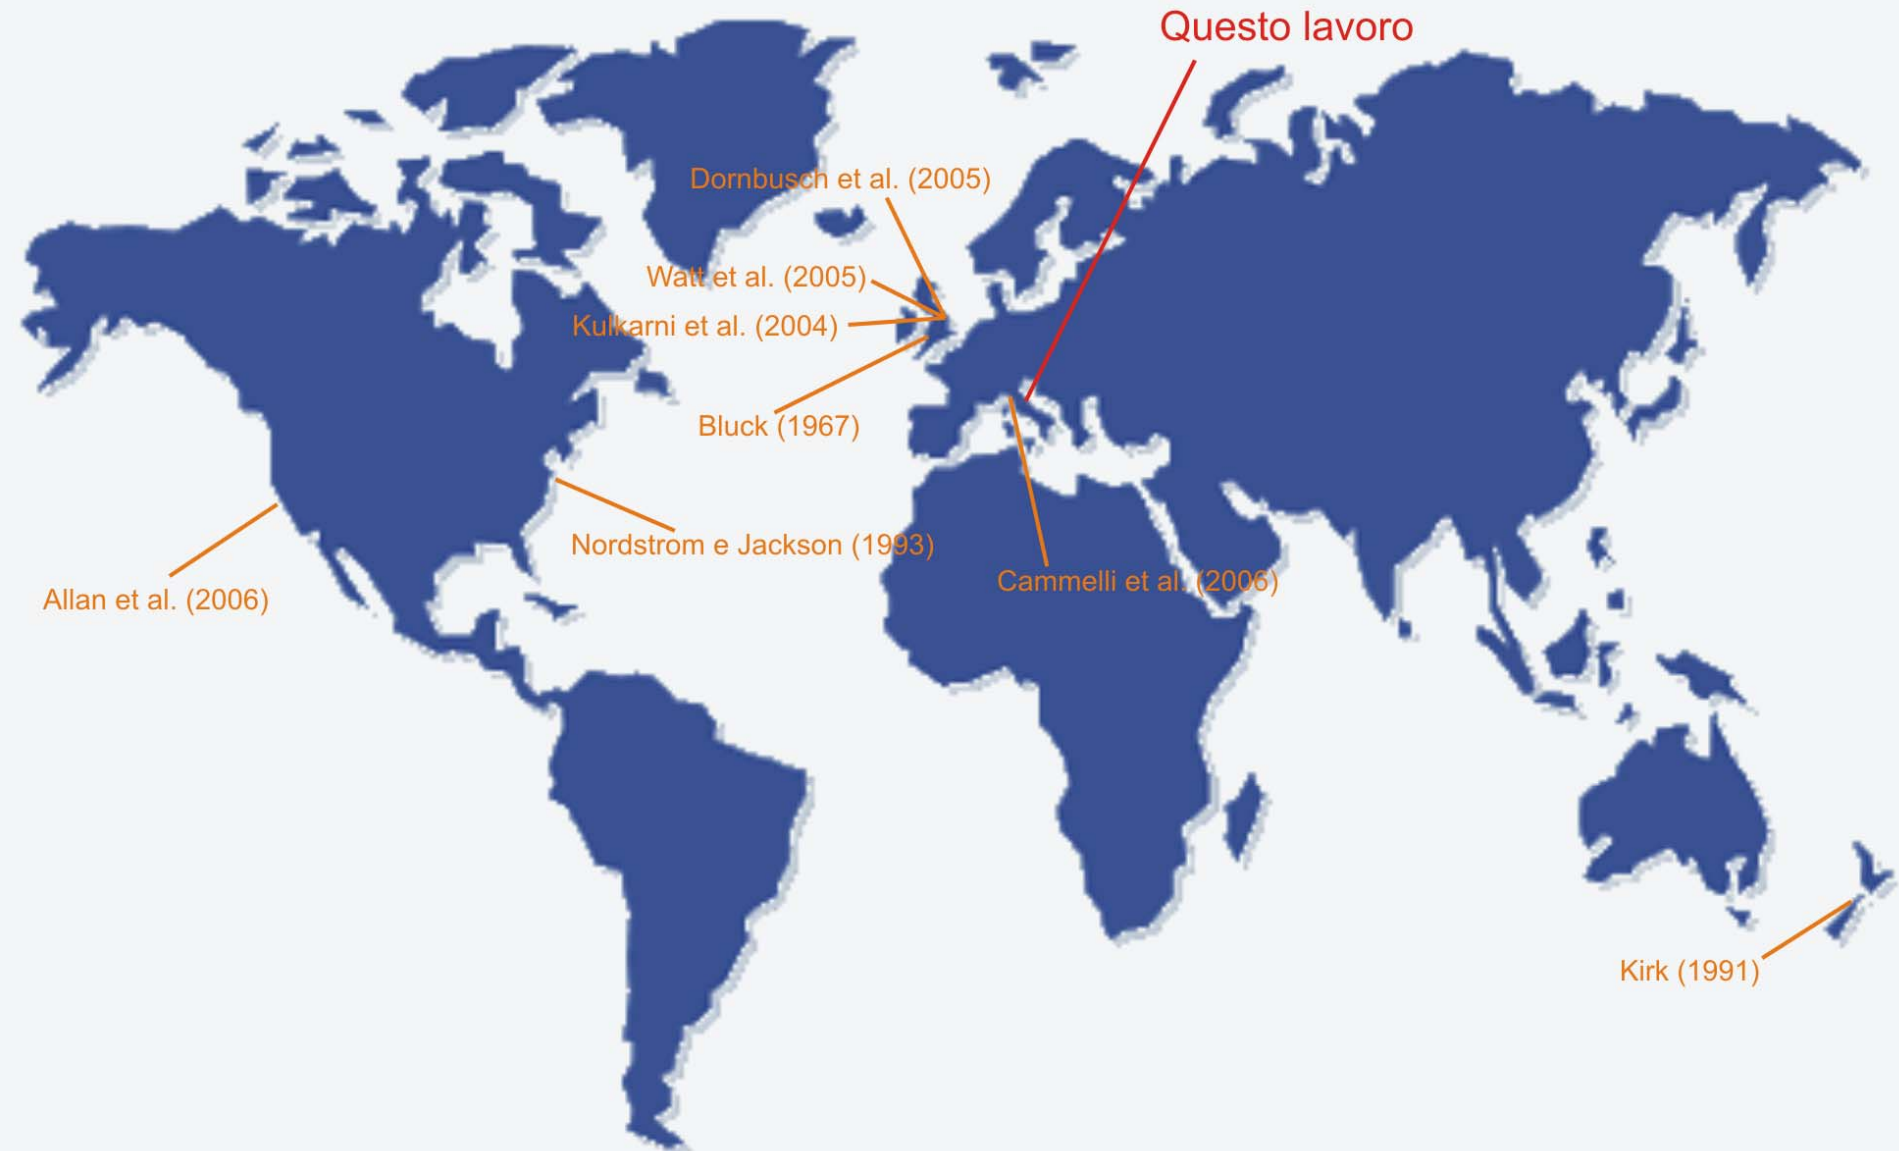 Questo lavoro
Dornbusch et al. (2005)
Watt et al. (2005)
Kulkarni et al. (2004)
Bluck (1967)
Nordstrom e Jackson (1993)
Cammelli et al. (2006)
Allan et al. (2006)
Kirk (1991)